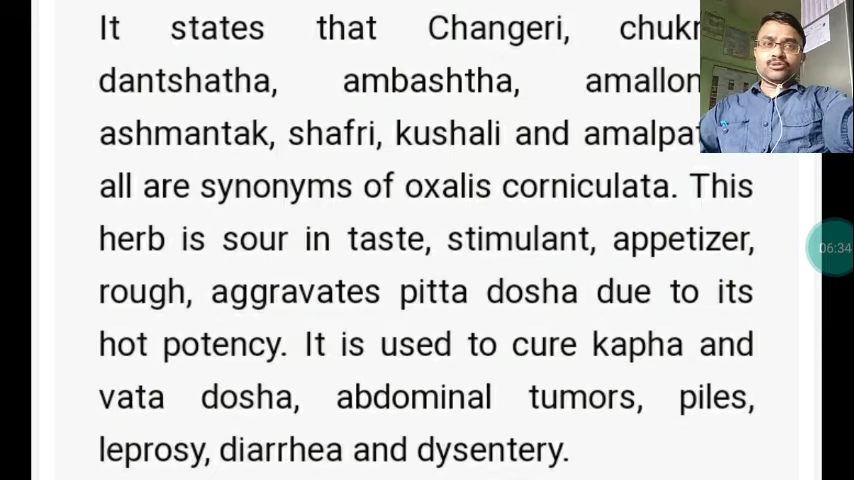 It states that Changeri,
dantshatha, ambashtha,
ashmantak, shafri, kushali and
all are synonyms of oxalis corniculata. This
herb is sour in taste, stimulant, appetizer,
rough, aggravates pitta dosha due to its
hot potency. It is used to cure kapha and
vata dosha, abdominal tumors, piles,
leprosy, diarrhea and dysentery.
06:34